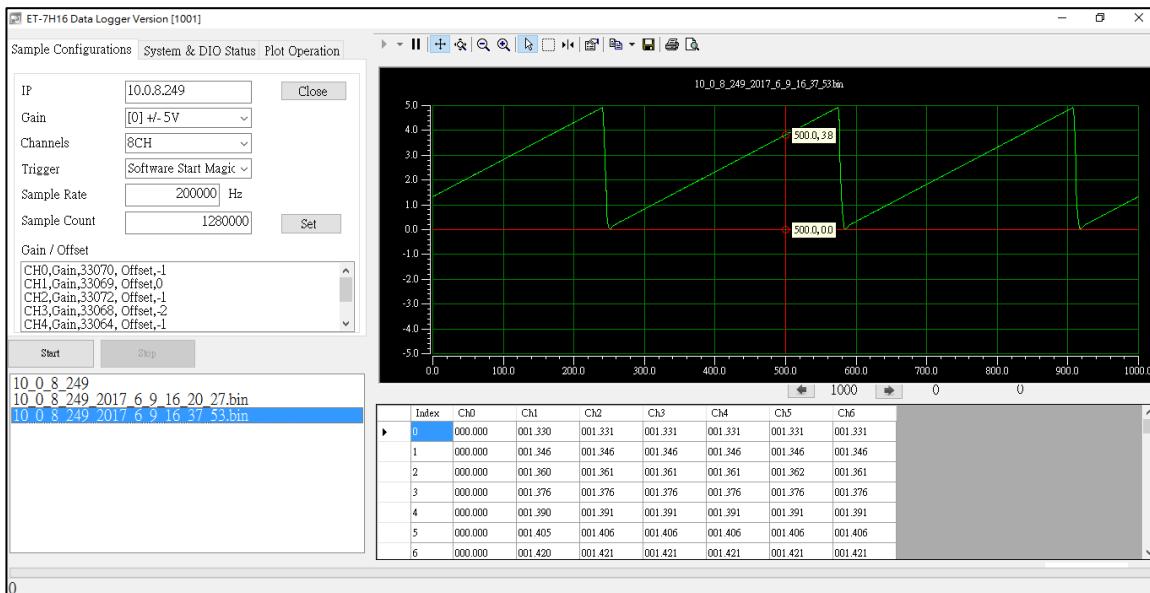 ET-7H16 Data Logger Version [1001]
Sample Configurations System & DIO Status Plot Operation
IP 10.0.8.249 Close
Gain [0] +/- 5V
Channels 8CH
Trigger Software Start Magic
Sample Rate 200000 Hz
Sample Count 1280000 Set
Gain / Offset
CH0,Gain,33070, Offset,-1
CH1,Gain,33069, Offset,0
CH2,Gain,33072, Offset,-1
CH3,Gain,33068, Offset,-2
CH4,Gain,33064, Offset,-1
Start Stop
10_0_8_249
10_0_8_249_2017_6_9_16_20_27.bin
10_0_8_249_2017_6_9_16_37_53.bin
0
10_0_8_249_2017_6_9_16_37_53.bin
5.0
4.0
3.0
2.0
1.0
0.0
-1.0
-2.0
-3.0
-4.0
-5.0
500.0, 3.8
500.0, 0.0
0.0 100.0 200.0 300.0 400.0 500.0 600.0 700.0 800.0 900.0 1000.0
1000 0 0
Index Ch0 Ch1 Ch2 Ch3 Ch4 Ch5 Ch6
0 000.000 001.330 001.331 001.331 001.331 001.331 001.331
1 000.000 001.346 001.346 001.346 001.346 001.346 001.346
2 000.000 001.360 001.361 001.361 001.361 001.362 001.361
3 000.000 001.376 001.376 001.376 001.376 001.376 001.376
4 000.000 001.390 001.391 001.391 001.391 001.391 001.391
5 000.000 001.405 001.406 001.406 001.406 001.406 001.406
6 000.000 001.420 001.421 001.421 001.421 001.421 001.421